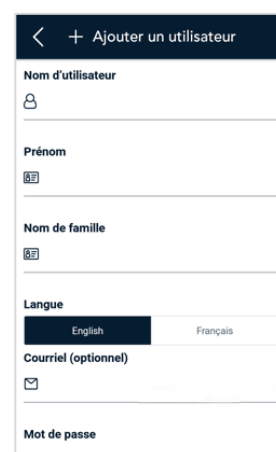 Ajouter un utilisateur
Nom d'utilisateur
Prénom
Nom de famille
Langue
English Français
Courriel (optionnel)
Mot de passe